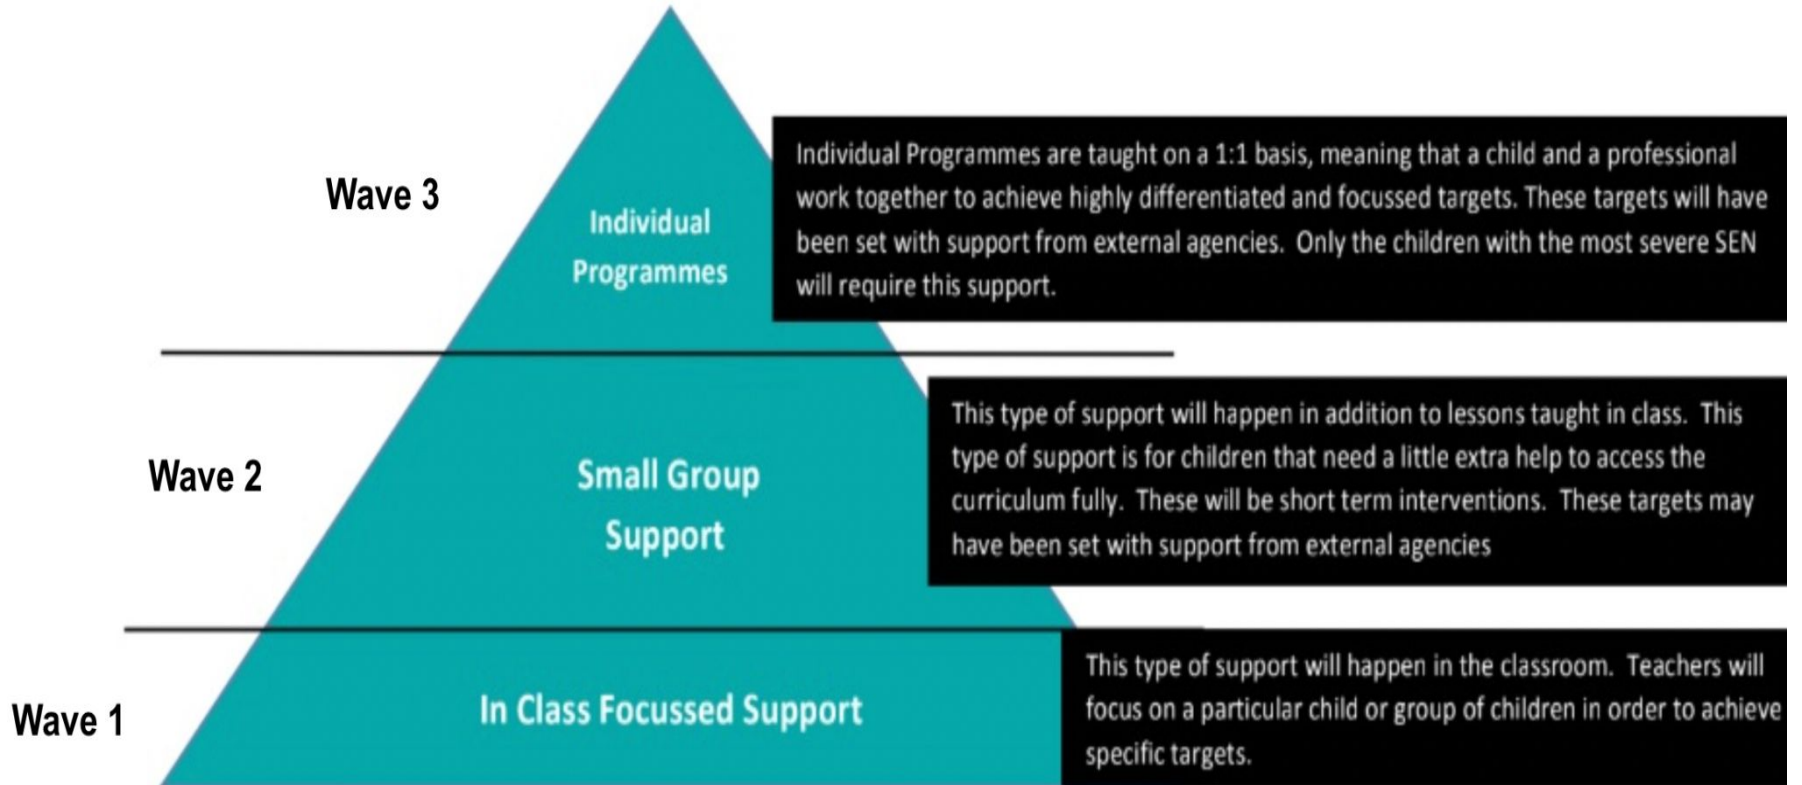 Wave 3
Individual
Programmes
Individual Programmes are taught on a 1:1 basis, meaning that a child and a professional
work together to achieve highly differentiated and focussed targets. These targets will have
been set with support from external agencies.  Only the children with the most severe SEN
will require this support.
Wave 2
Small Group
Support
This type of support will happen in addition to lessons taught in class.  This
type of support is for children that need a little extra help to access the
curriculum fully.  These will be short term interventions.  These targets may
have been set with support from external agencies
Wave 1
In Class Focussed Support
This type of support will happen in the classroom.  Teachers will
focus on a particular child or group of children in order to achieve
specific targets.